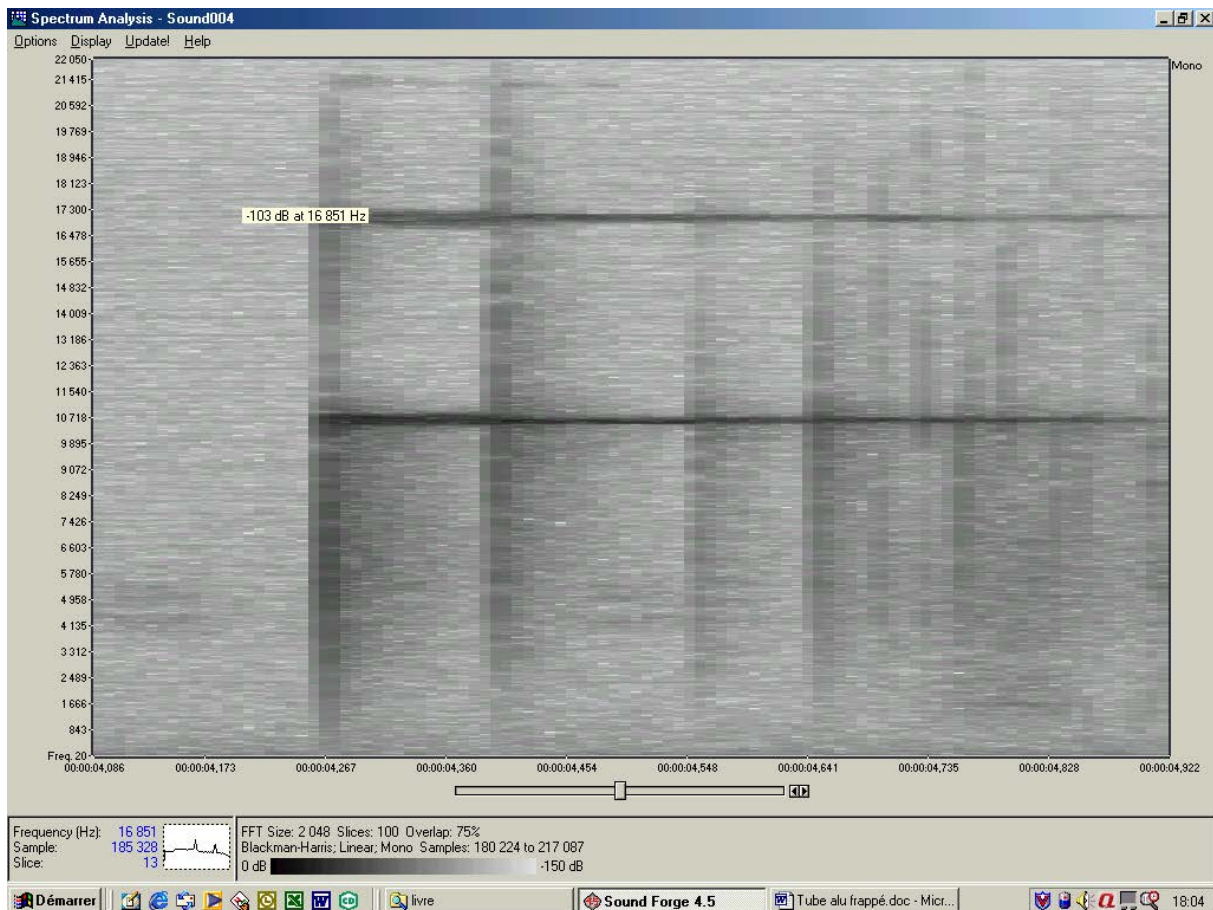 Spectrum Analysis - Sound004
Options Display Update! Help
22 050
Mono
21 415
20 592
19 769
18 946
18 123
17 300
-103 dB at 16 851 Hz
16 478
15 655
14 832
14 009
13 186
12 363
11 540
10 718
9 895
9 072
8 249
7 426
6 603
5 780
4 958
4 135
3 312
2 489
1 666
843
Freq. 20
00:00:04,086 00:00:04,173 00:00:04,267 00:00:04,360 00:00:04,454 00:00:04,548 00:00:04,641 00:00:04,735 00:00:04,828 00:00:04,922
Frequency (Hz): 16 851
Sample: 185 328
Slice: 13
FFT Size: 2 048 Slices: 100 Overlap: 75%
Blackman-Harris; Linear; Mono Samples: 180 224 to 217 087
0 dB -150 dB
Démarrer livre Sound Forge 4.5 Tube alu frappé.doc - Micr... 18:04